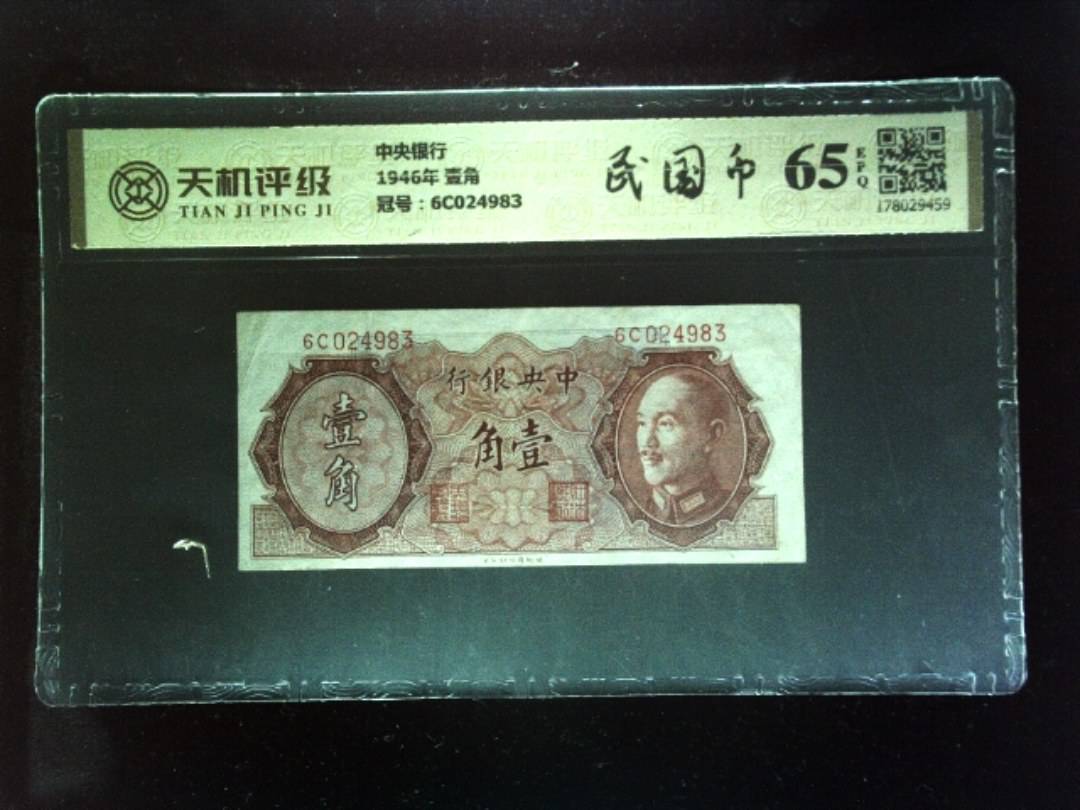 天机评级
TIAN JI PING JI
中央银行
1946年 壹角
冠号：6C024983
民国币
65
EPQ
178029459
6C024983
6C024983
行銀央中
角壹
壹角